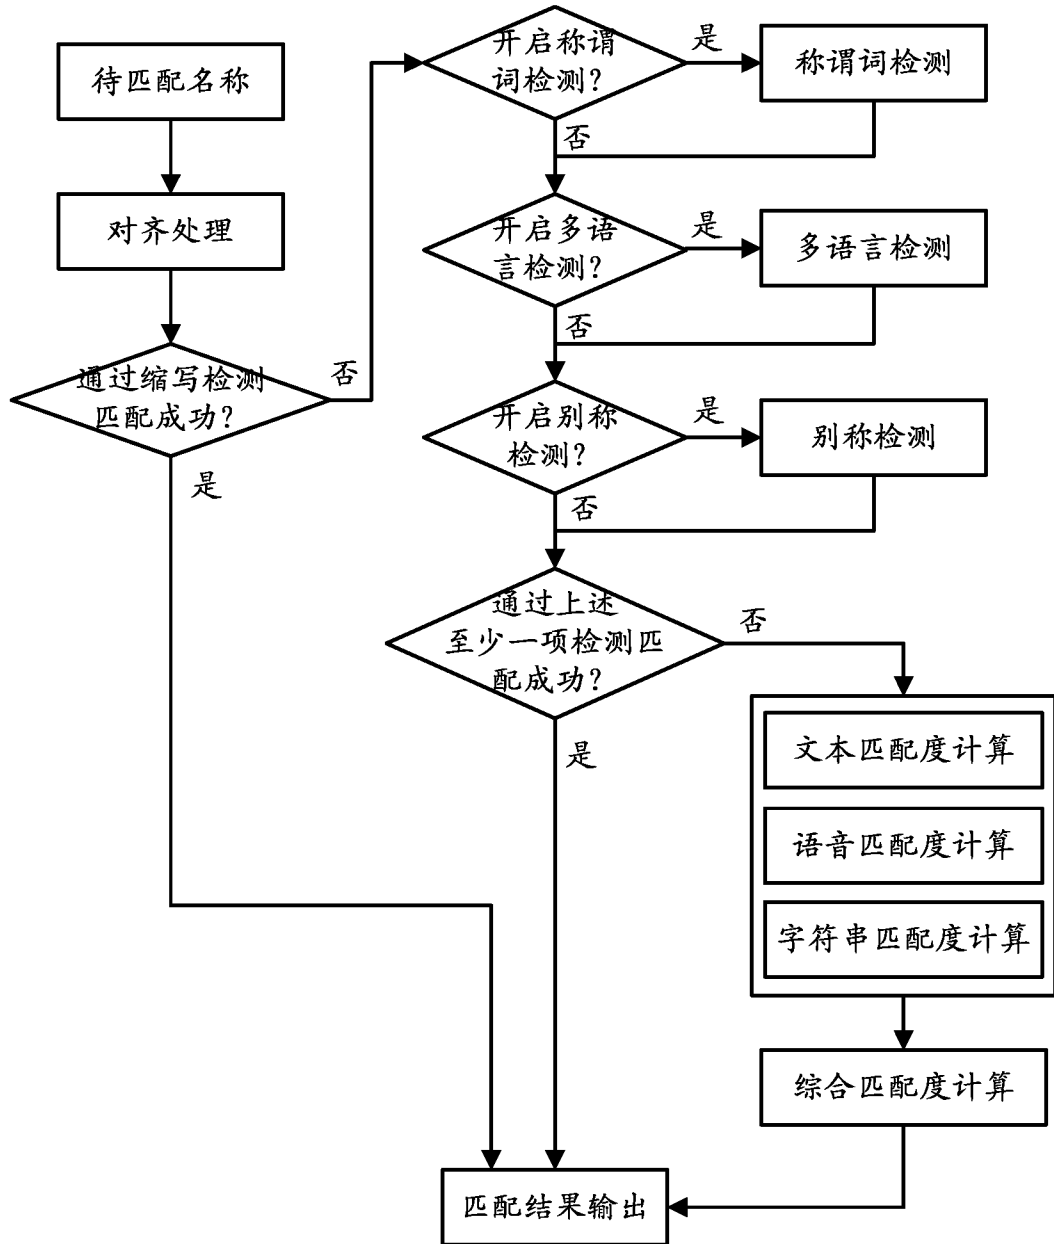 待匹配名称
对齐处理
通过缩写检测
匹配成功?
否
是
开启称谓
词检测?
是
称谓词检测
否
开启多语
言检测?
是
多语言检测
否
开启别称
检测?
是
别称检测
否
通过上述
至少一项检测匹
配成功?
否
是
文本匹配度计算
语音匹配度计算
字符串匹配度计算
综合匹配度计算
匹配结果输出